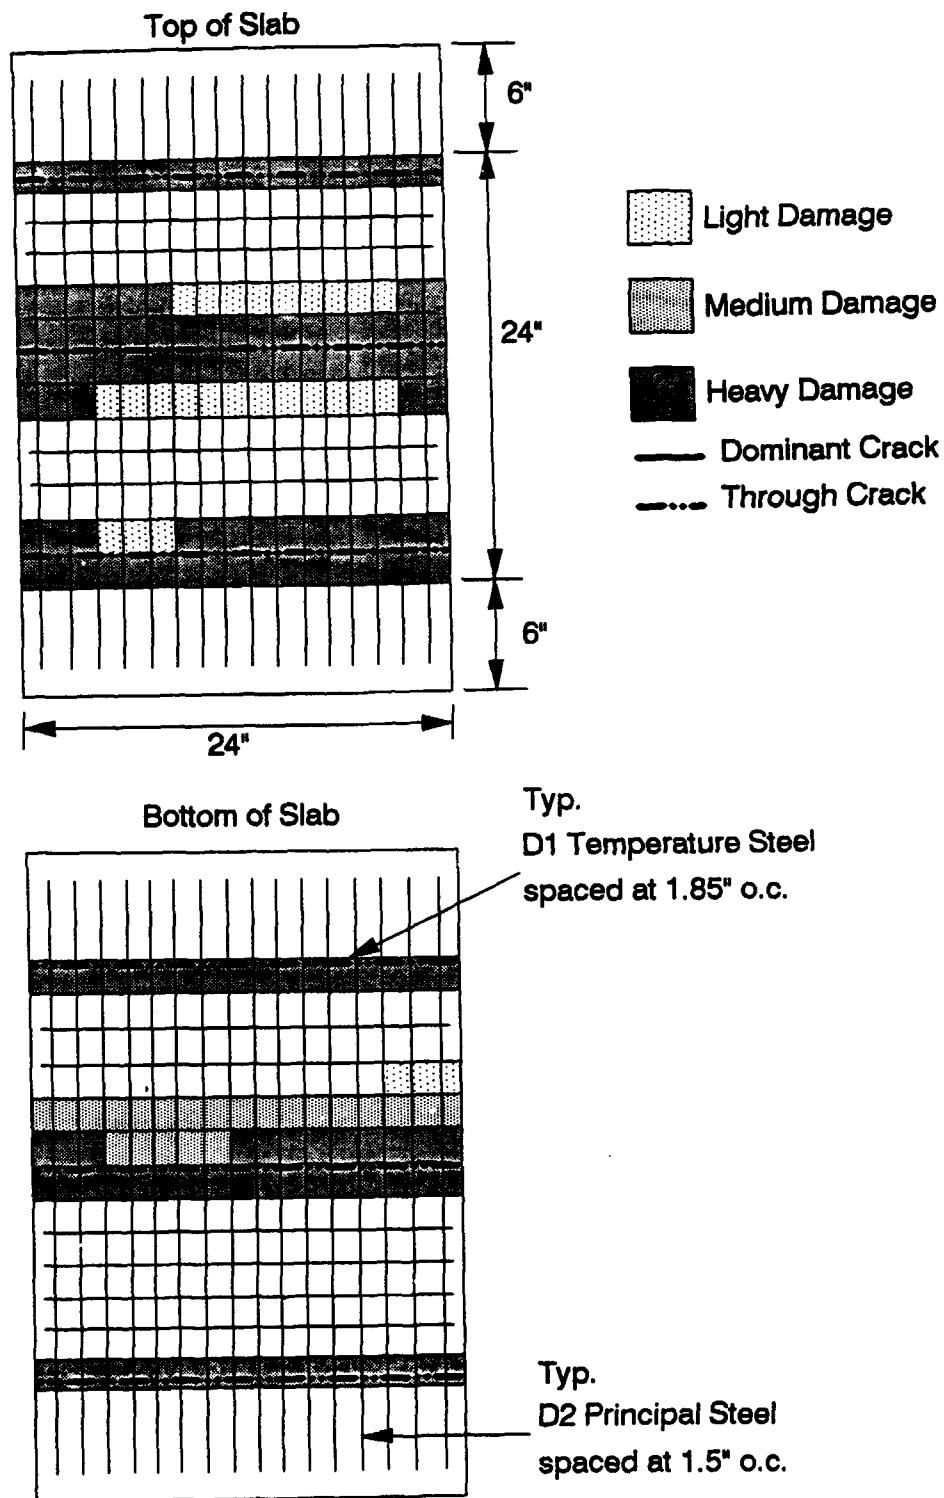 Top of Slab
6"
Light Damage
Medium Damage
24"
Heavy Damage
Dominant Crack
Through Crack
6"
24"
Bottom of Slab
Typ.
D1 Temperature Steel
spaced at 1.85" o.c.
Typ.
D2 Principal Steel
spaced at 1.5" o.c.